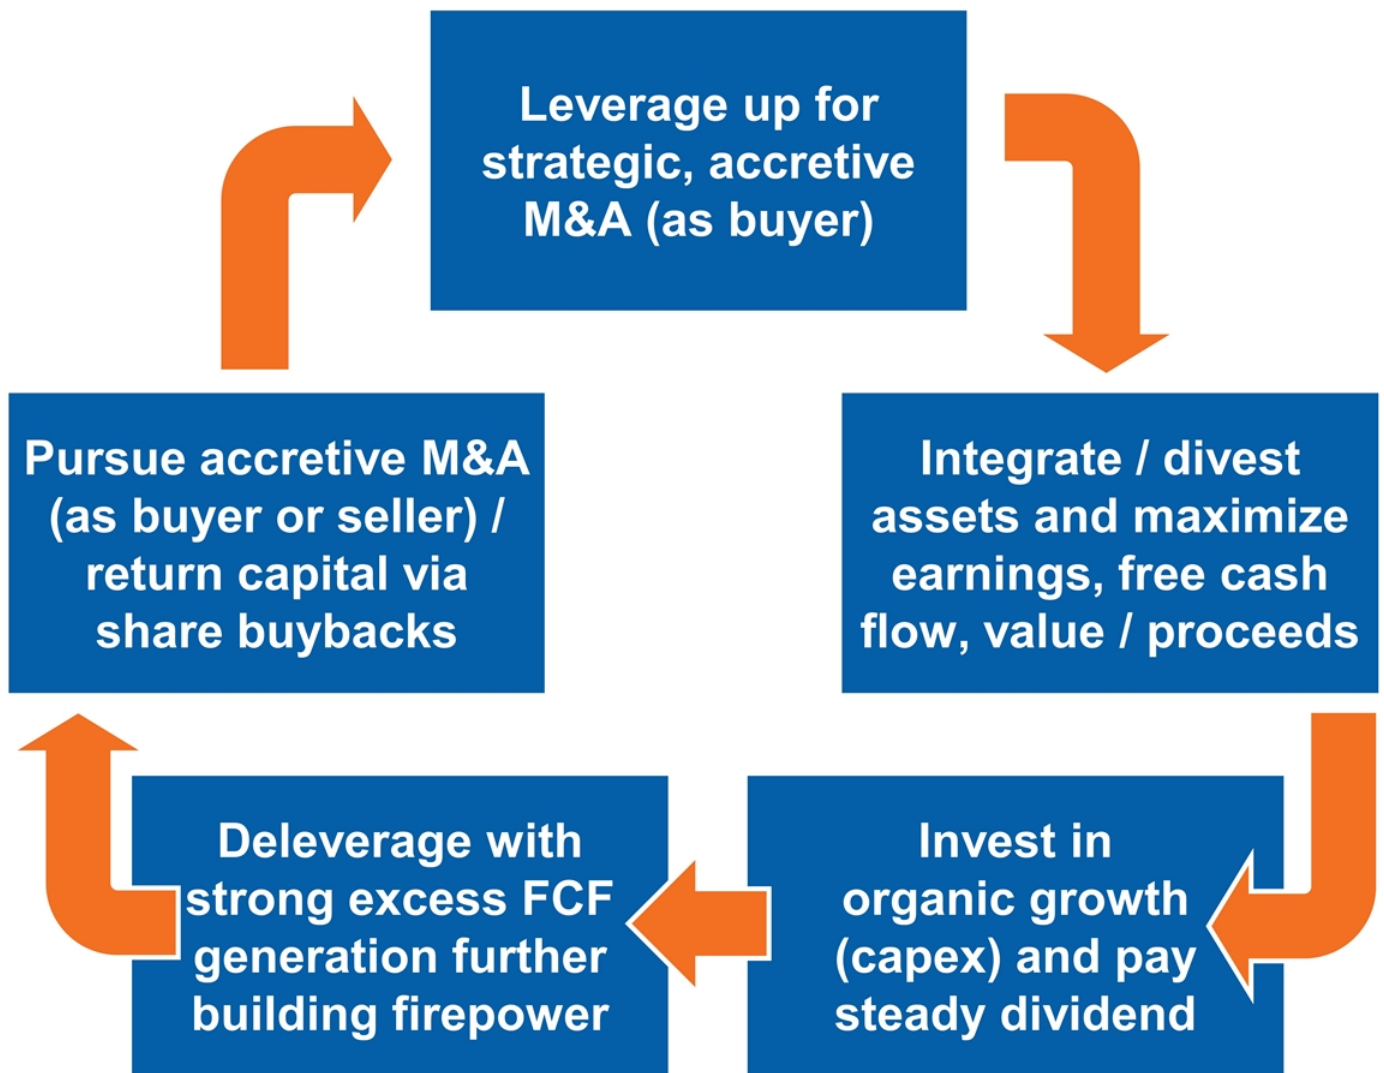 Leverage up for
strategic, accretive
M&A (as buyer)
Integrate / divest
assets and maximize
earnings, free cash
flow, value / proceeds
Invest in
organic growth
(capex) and pay
steady dividend
Deleverage with
strong excess FCF
generation further
building firepower
Pursue accretive M&A
(as buyer or seller) /
return capital via
share buybacks